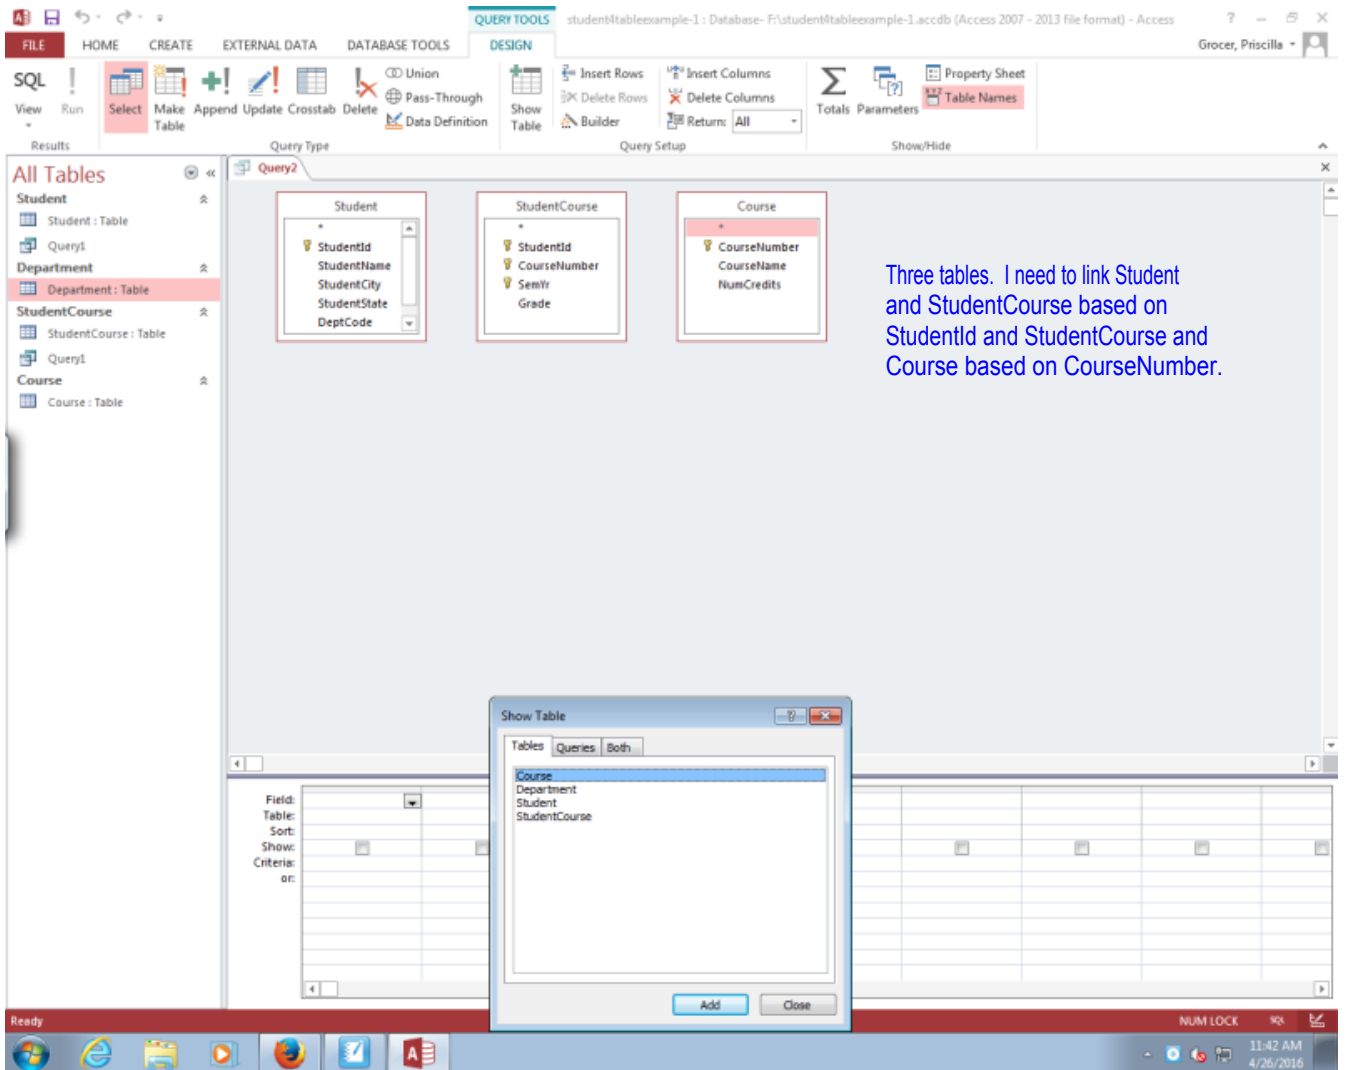 QUERY TOOLS student4tableexample-1 : Database- F:\student4tableexample-1.accdb (Access 2007 - 2013 file format) - Access ?
FILE HOME CREATE EXTERNAL DATA DATABASE TOOLS DESIGN Grocer, Priscilla
SQL Union Insert Rows Insert Columns Property Sheet
View Run Select Make Table Append Update Crosstab Delete Pass-Through Show Table Delete Rows Delete Columns Totals Parameters Table Names
Data Definition Builder Return: All
Results Query Type Query Setup Show/Hide
All Tables
Student
Student : Table
Query1
Department
Department : Table
StudentCourse
StudentCourse : Table
Query1
Course
Course : Table
Query2
Student
*
StudentId
StudentName
StudentCity
StudentState
DeptCode
StudentCourse
*
StudentId
CourseNumber
SemYr
Grade
Course
*
CourseNumber
CourseName
NumCredits
Three tables. I need to link Student
and StudentCourse based on
StudentId and StudentCourse and
Course based on CourseNumber.
Field:
Table:
Sort:
Show:
Criteria:
or:
Show Table
Tables Queries Both
Course
Department
Student
StudentCourse
Add Close
Ready NUM LOCK SQL
11:42 AM
4/26/2016